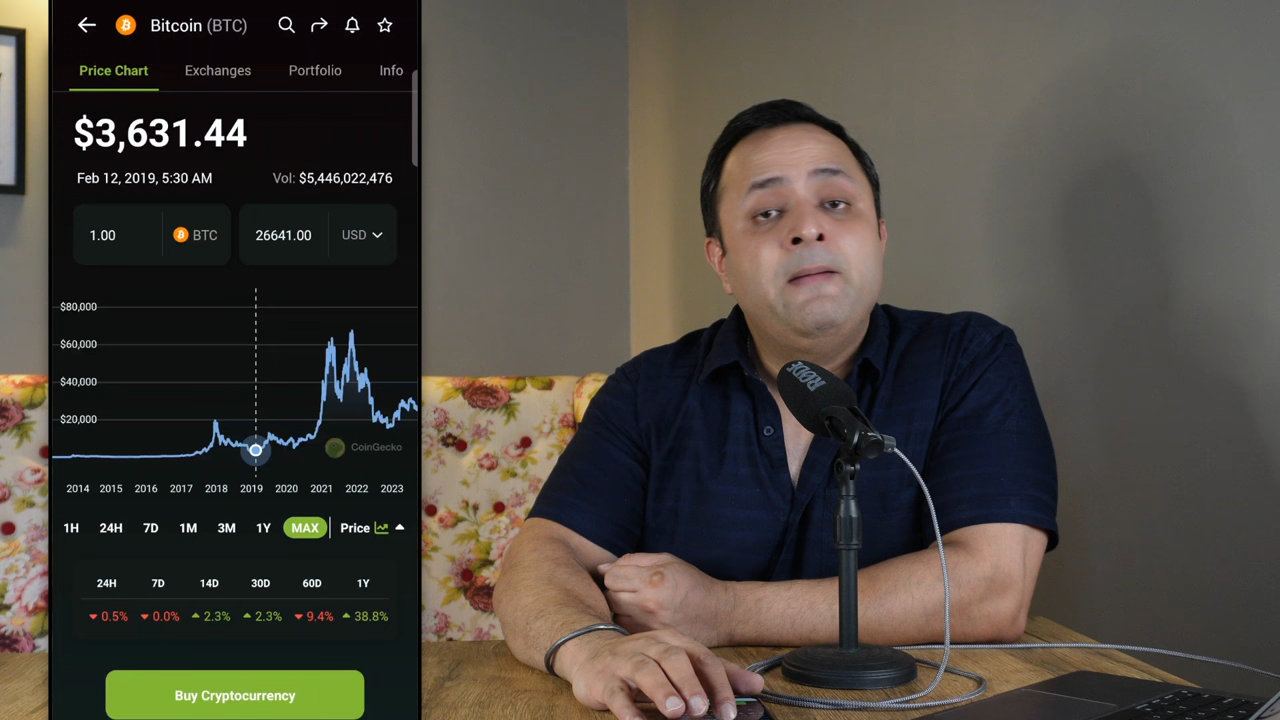 Bitcoin (BTC)
Price Chart Exchanges Portfolio Info
$3,631.44
Feb 12, 2019, 5:30 AM Vol: $5,446,022,476
1.00 BTC 26641.00 USD
$80,000
$60,000
$40,000
$20,000
CoinGecko
2014 2015 2016 2017 2018 2019 2020 2021 2022 2023
1H 24H 7D 1M 3M 1Y MAX Price
24H 7D 14D 30D 60D 1Y
0.5% 0.0% 2.3% 2.3% 9.4% 38.8%
Buy Cryptocurrency
RØDE